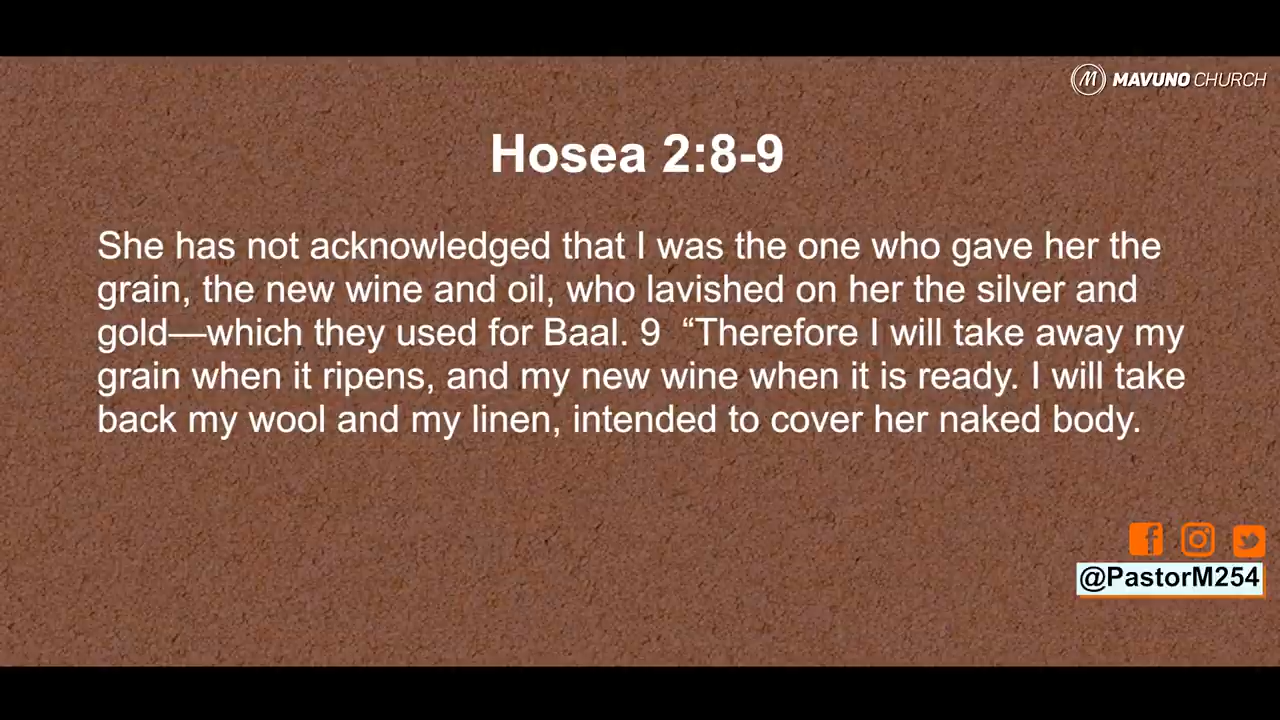 MAVUNO CHURCH
Hosea 2:8-9
She has not acknowledged that I was the one who gave her the
grain, the new wine and oil, who lavished on her the silver and
gold—which they used for Baal. 9  “Therefore I will take away my
grain when it ripens, and my new wine when it is ready. I will take
back my wool and my linen, intended to cover her naked body.
@PastorM254